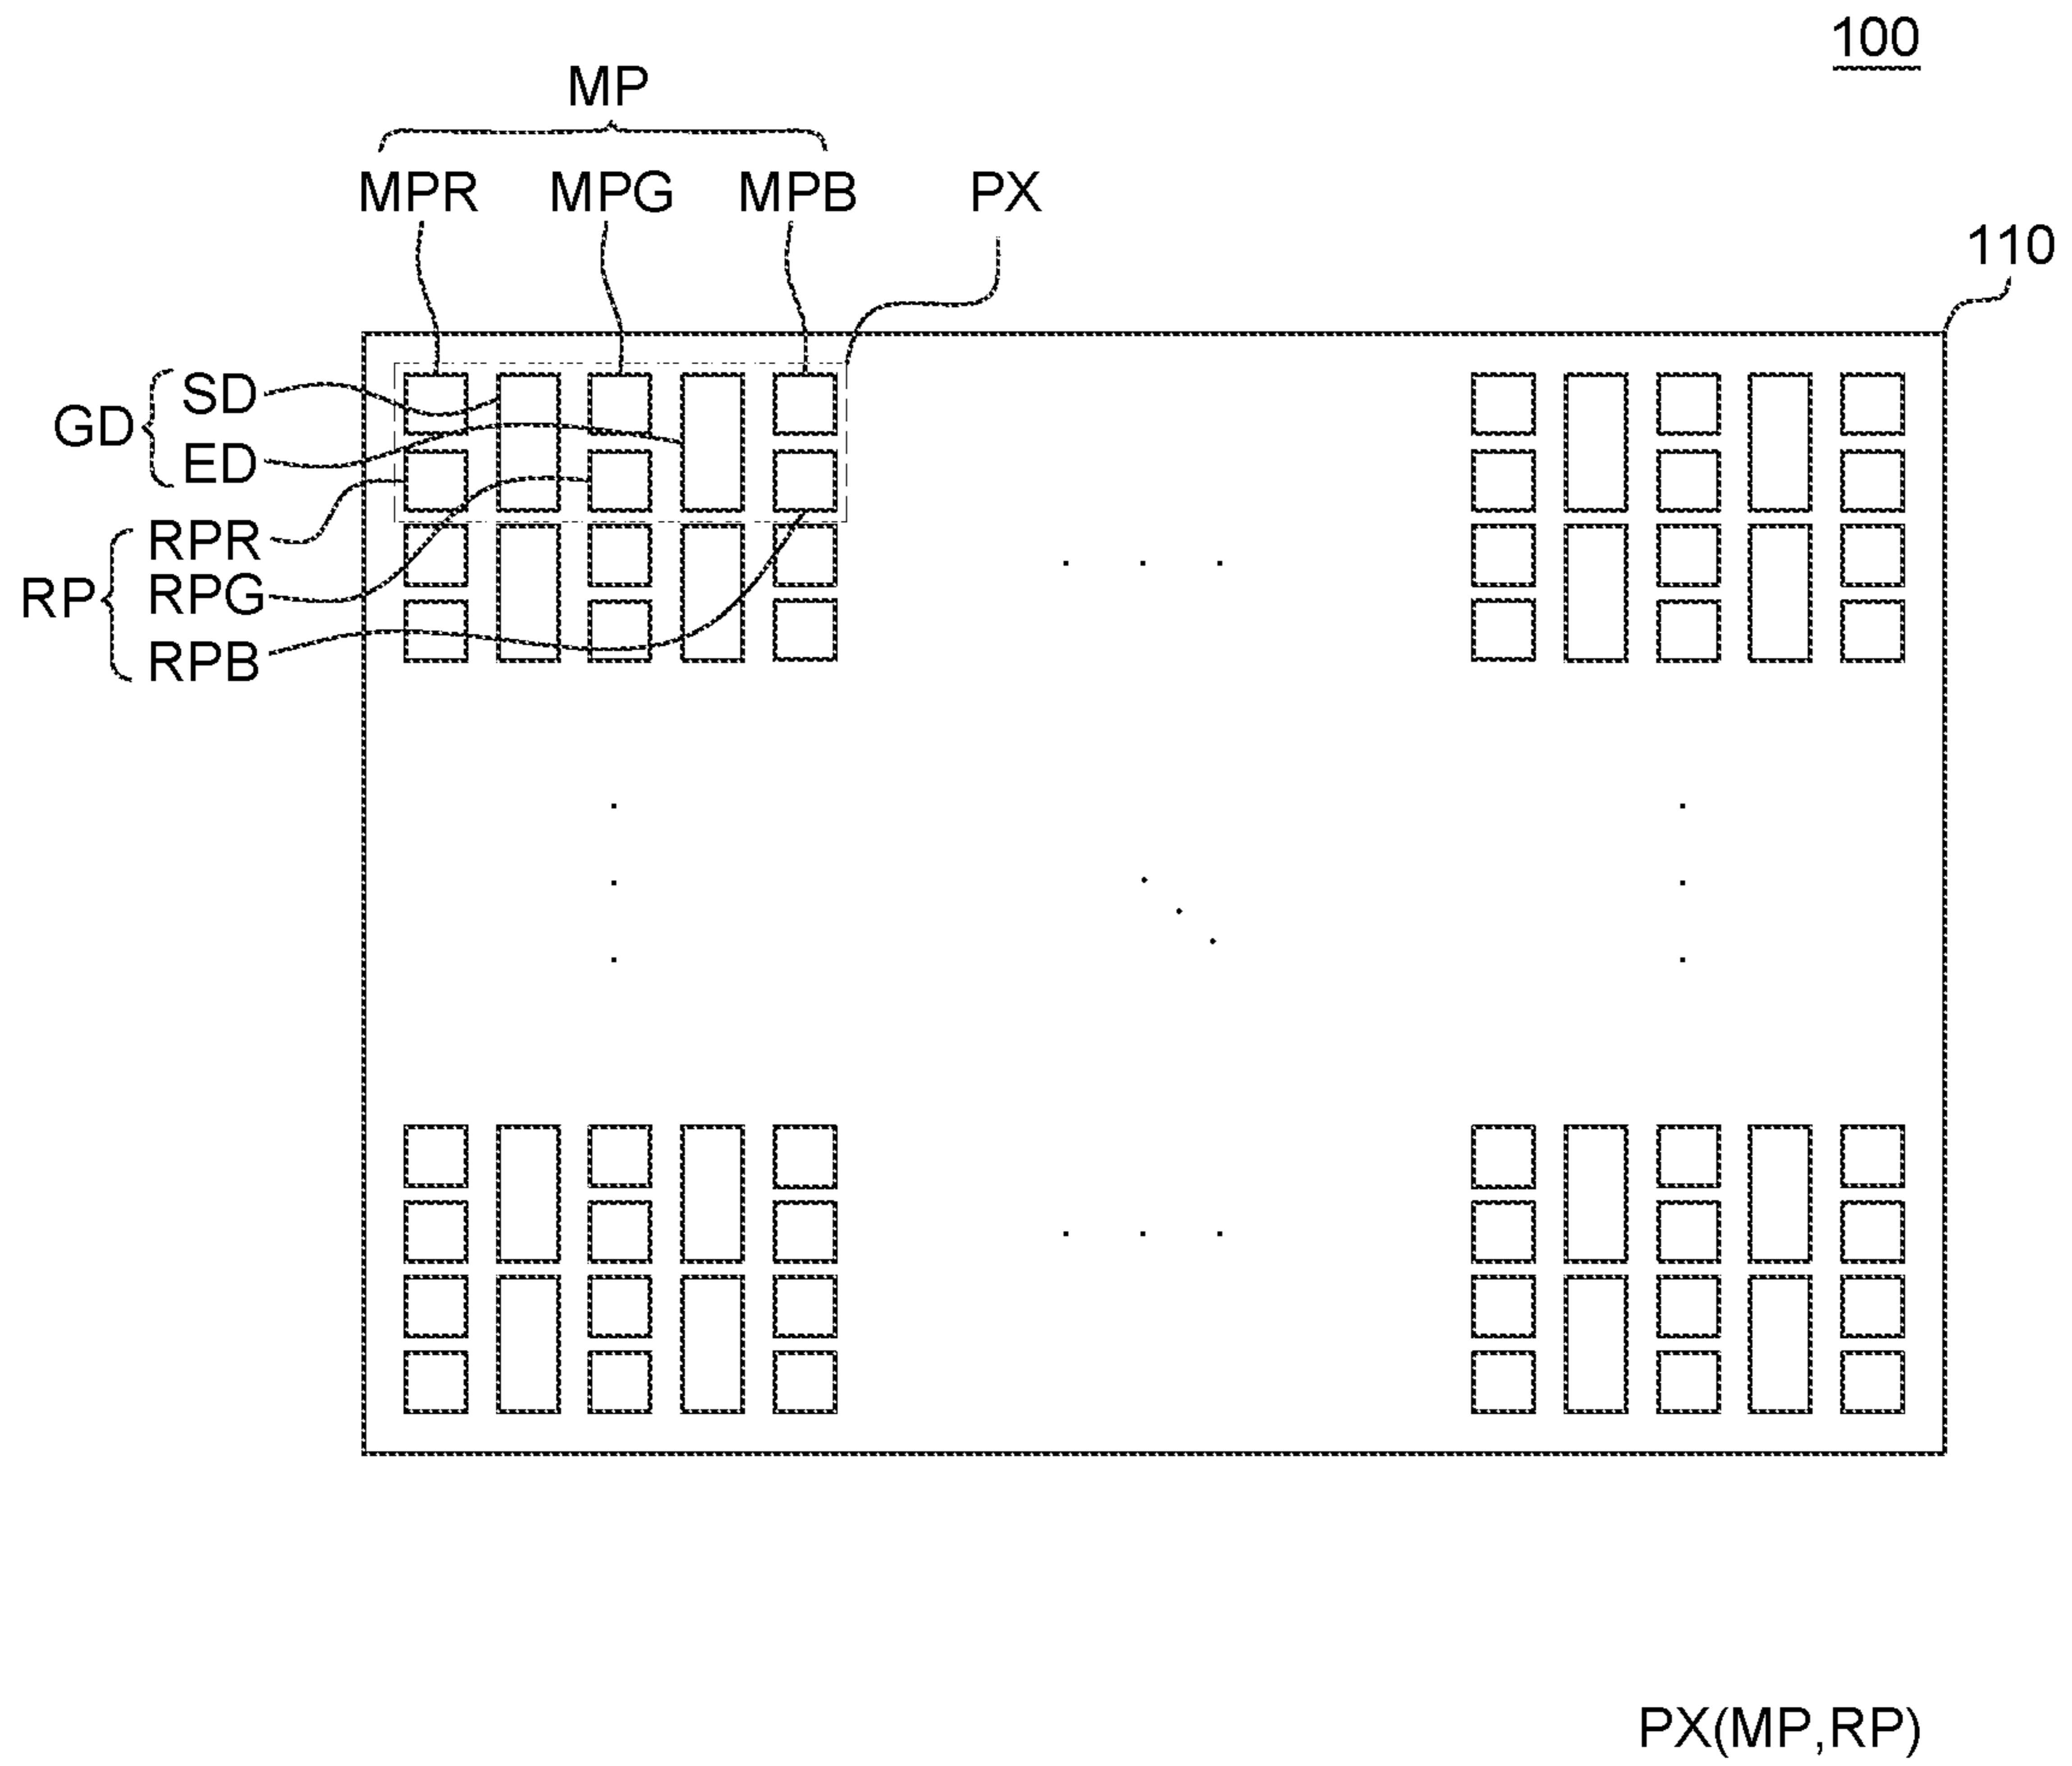 100
MP
MPR MPG MPB PX
110
SD
GD
ED
RPR
RP RPG
RPB
PX(MP,RP)